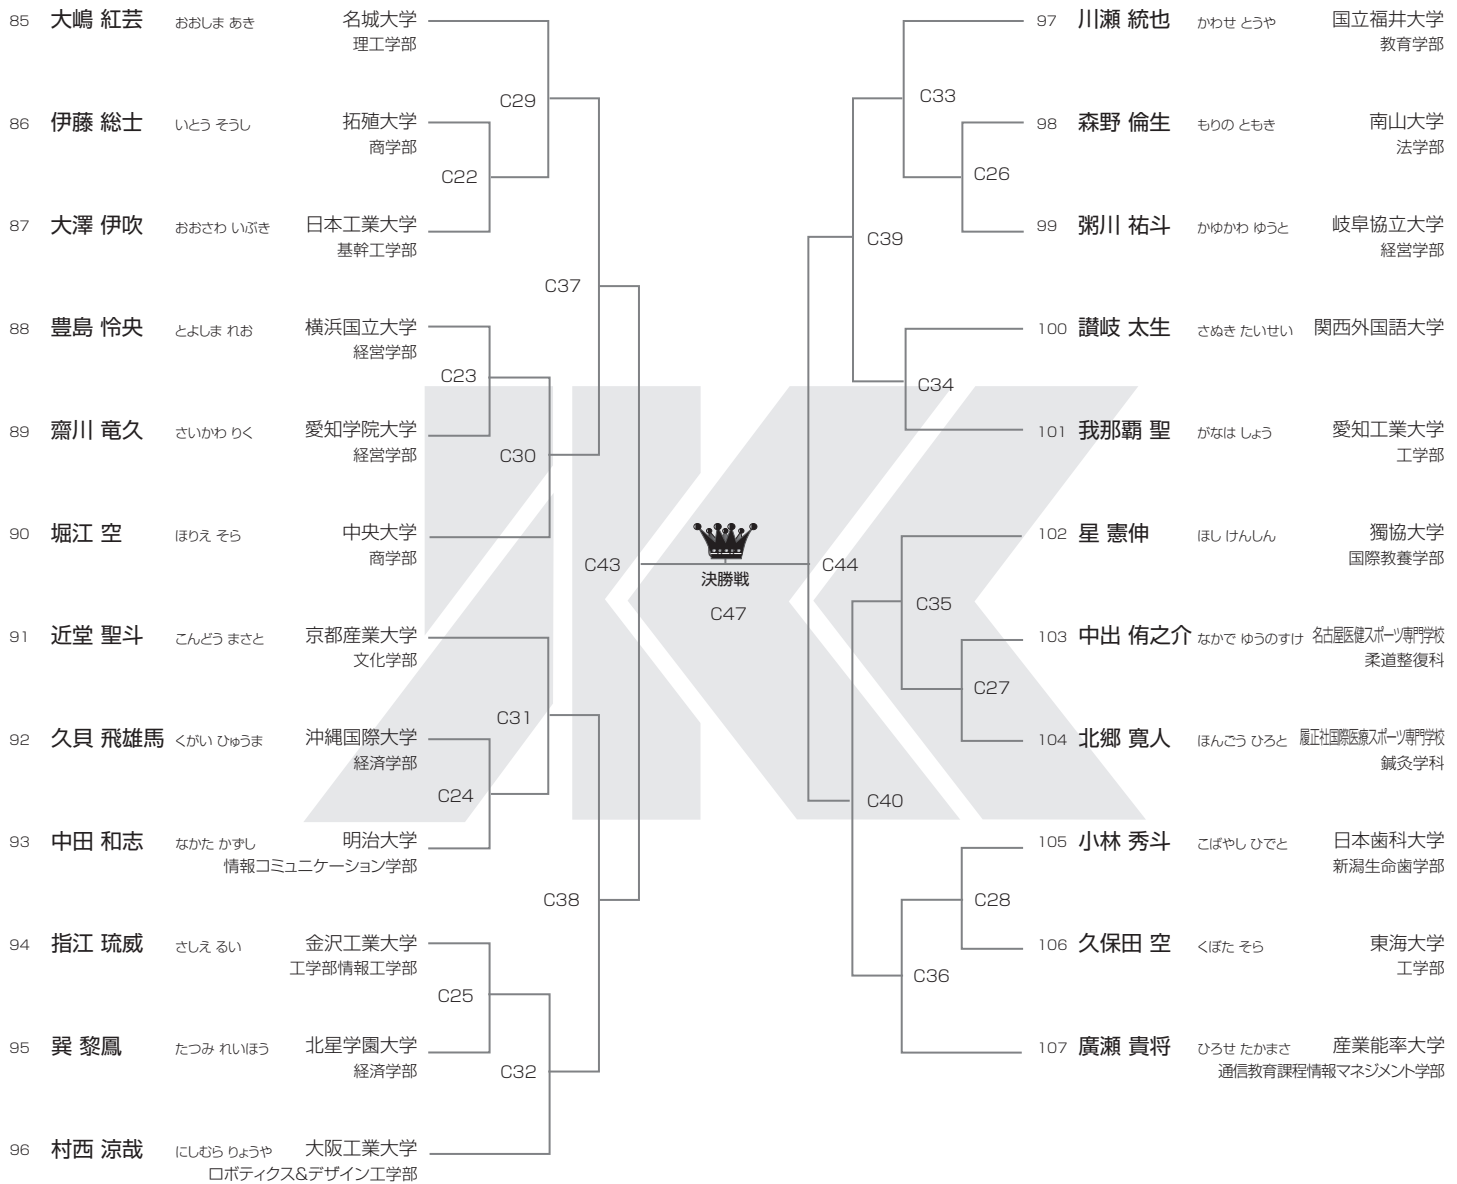 85 大嶋 紅芸 おおしま あき 名城大学
理工学部
86 伊藤 総士 いとう そうし 拓殖大学
商学部
87 大澤 伊吹 おおさわ いぶき 日本工業大学
基幹工学部
88 豊島 怜央 とよしま れお 横浜国立大学
経営学部
89 齋川 竜久 さいかわ りく 愛知学院大学
経営学部
90 堀江 空 ほりえ そら 中央大学
商学部
91 近堂 聖斗 こんどう まさと 京都産業大学
文化学部
92 久貝 飛雄馬 くがい ひゅうま 沖縄国際大学
経済学部
93 中田 和志 なかた かずし 明治大学
情報コミュニケーション学部
94 指江 琉威 さしえ るい 金沢工業大学
工学部情報工学部
95 巽 黎鳳 たつみ れいほう 北星学園大学
経済学部
96 村西 涼哉 にしむら りょうや 大阪工業大学
ロボティクス&デザイン工学部
C29
C22
C37
C23
C30
C43
C31
C24
C38
C25
C32
決勝戦
C47
C33
C26
C39
C34
C44
C35
C27
C40
C28
C36
97 川瀬 統也 かわせ とうや 国立福井大学
教育学部
98 森野 倫生 もりの ともき 南山大学
法学部
99 粥川 祐斗 かゆかわ ゆうと 岐阜協立大学
経営学部
100 讃岐 太生 さぬき たいせい 関西外国語大学
101 我那覇 聖 がなは しょう 愛知工業大学
工学部
102 星 憲伸 ほし けんしん 獨協大学
国際教養学部
103 中出 侑之介 なかで ゆうのすけ 名古屋医健スポーツ専門学校
柔道整復科
104 北郷 寛人 ほんごう ひろと 履正社国際医療スポーツ専門学校
鍼灸学科
105 小林 秀斗 こばやし ひでと 日本歯科大学
新潟生命歯学部
106 久保田 空 くぼた そら 東海大学
工学部
107 廣瀬 貴将 ひろせ たかまさ 産業能率大学
通信教育課程情報マネジメント学部